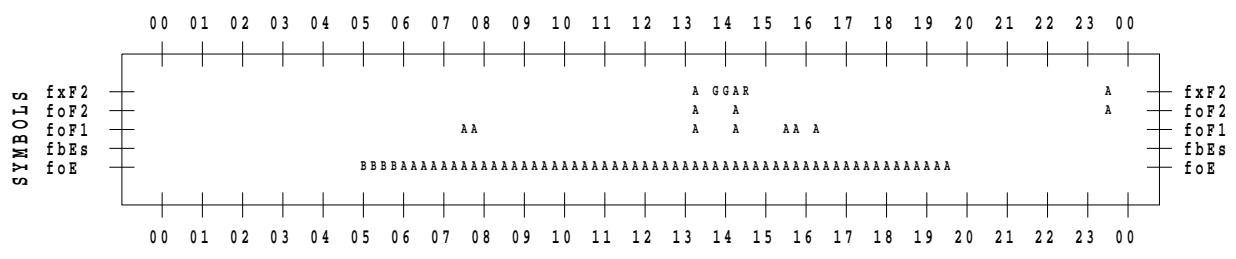 00 01 02 03 04 05 06 07 08 09 10 11 12 13 14 15 16 17 18 19 20 21 22 23 00
SYMBOLS
fxF2 A GGAR A fxF2
foF2 A A A foF2
foF1 AA A A AA A foF1
fbEs fbEs
foE BBBBAAAAAAAAAAAAAAAAAAAAAAAAAAAAAAAAAAAAAAAAAAAAAAAAAAAAAAA foE
00 01 02 03 04 05 06 07 08 09 10 11 12 13 14 15 16 17 18 19 20 21 22 23 00